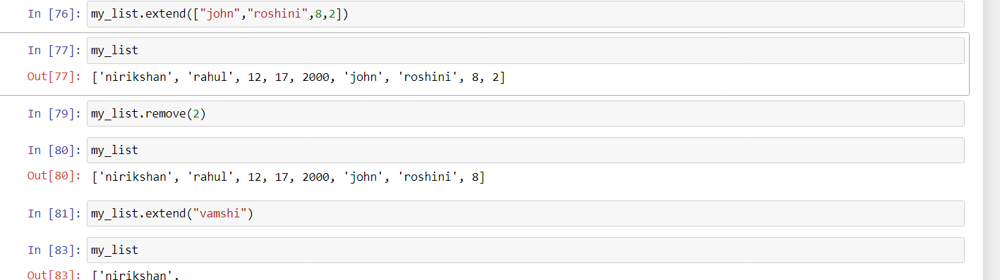 In [76]: my_list.extend(["john","roshini",8,2])
In [77]: my_list
Out[77]: ['nirikshan', 'rahul', 12, 17, 2000, 'john', 'roshini', 8, 2]
In [79]: my_list.remove(2)
In [80]: my_list
Out[80]: ['nirikshan', 'rahul', 12, 17, 2000, 'john', 'roshini', 8]
In [81]: my_list.extend("vamshi")
In [83]: my_list
Out[83]: ['nirikshan',